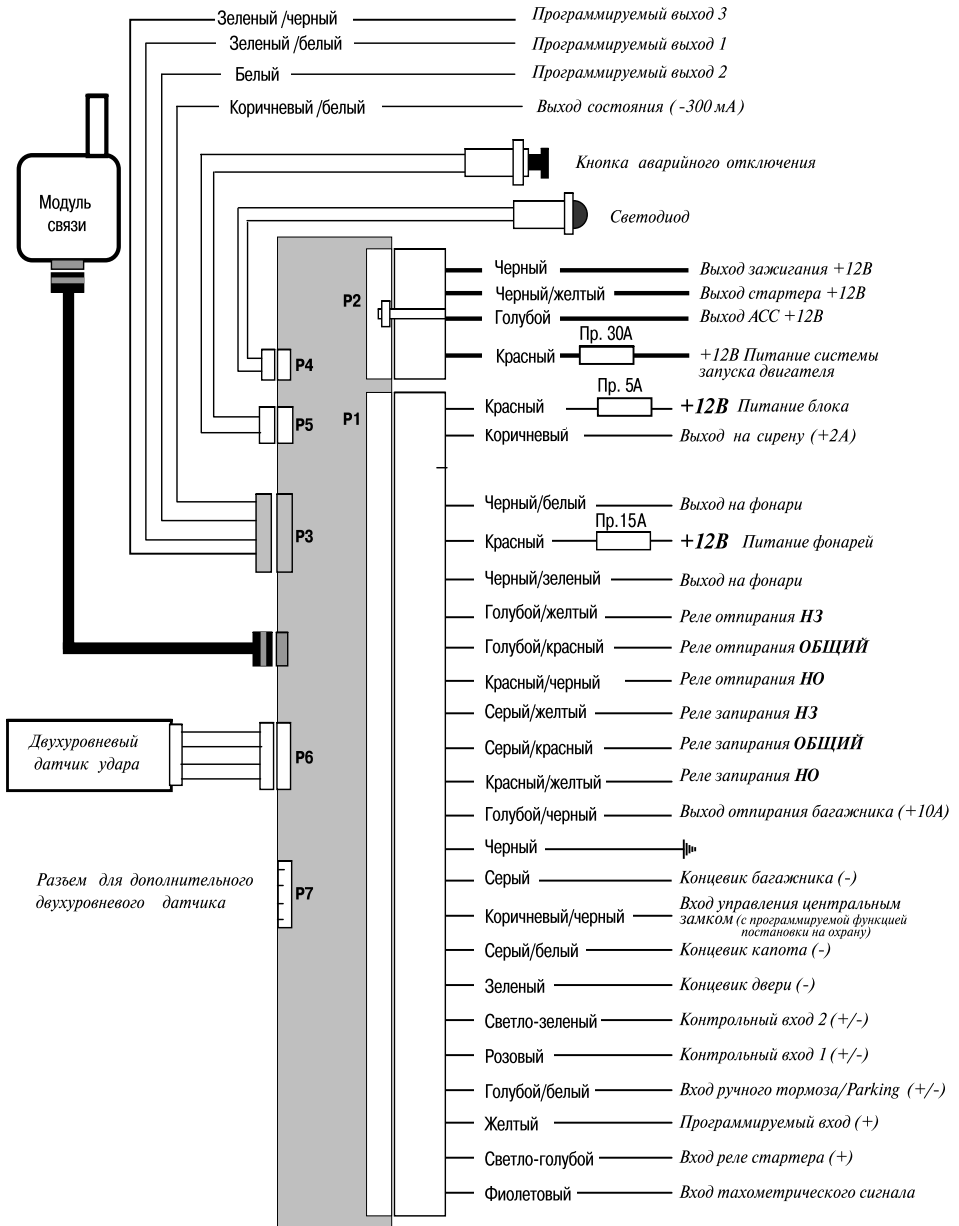 Зеленый /черный Программируемый выход 3
Зеленый /белый Программируемый выход 1
Белый Программируемый выход 2
Коричневый /белый Выход состояния ( -300 мА)
Кнопка аварийного отключения
Светодиод
Модуль
связи
P2
Черный Выход зажигания +12В
Черный/желтый Выход стартера +12В
Голубой Выход АСС +12В
Пр. 30А
Красный +12В Питание системы
запуска двигателя
P4
Пр. 5А
P1
Красный +12В Питание блока
P5
Коричневый Выход на сирену (+2А)
Черный/белый Выход на фонари
Пр.15А
P3
Красный +12В Питание фонарей
Черный/зеленый Выход на фонари
Голубой/желтый Реле отпирания НЗ
Голубой/красный Реле отпирания ОБЩИЙ
Красный/черный Реле отпирания НО
Серый/желтый Реле запирания НЗ
Двухуровневый
датчик удара
P6
Серый/красный Реле запирания ОБЩИЙ
Красный/желтый Реле запирания НО
Голубой/черный Выход отпирания багажника (+10А)
Черный
Разъем для дополнительного
двухуровневого датчика
P7
Серый Концевик багажника (-)
Коричневый/черный Вход управления центральным
замком (с программируемой функцией
постановки на охрану)
Серый/белый Концевик капота (-)
Зеленый Концевик двери (-)
Светло-зеленый Контрольный вход 2 (+/-)
Розовый Контрольный вход 1 (+/-)
Голубой/белый Вход ручного тормоза/Parking (+/-)
Желтый Программируемый вход (+)
Светло-голубой Вход реле стартера (+)
Фиолетовый Вход тахометрического сигнала